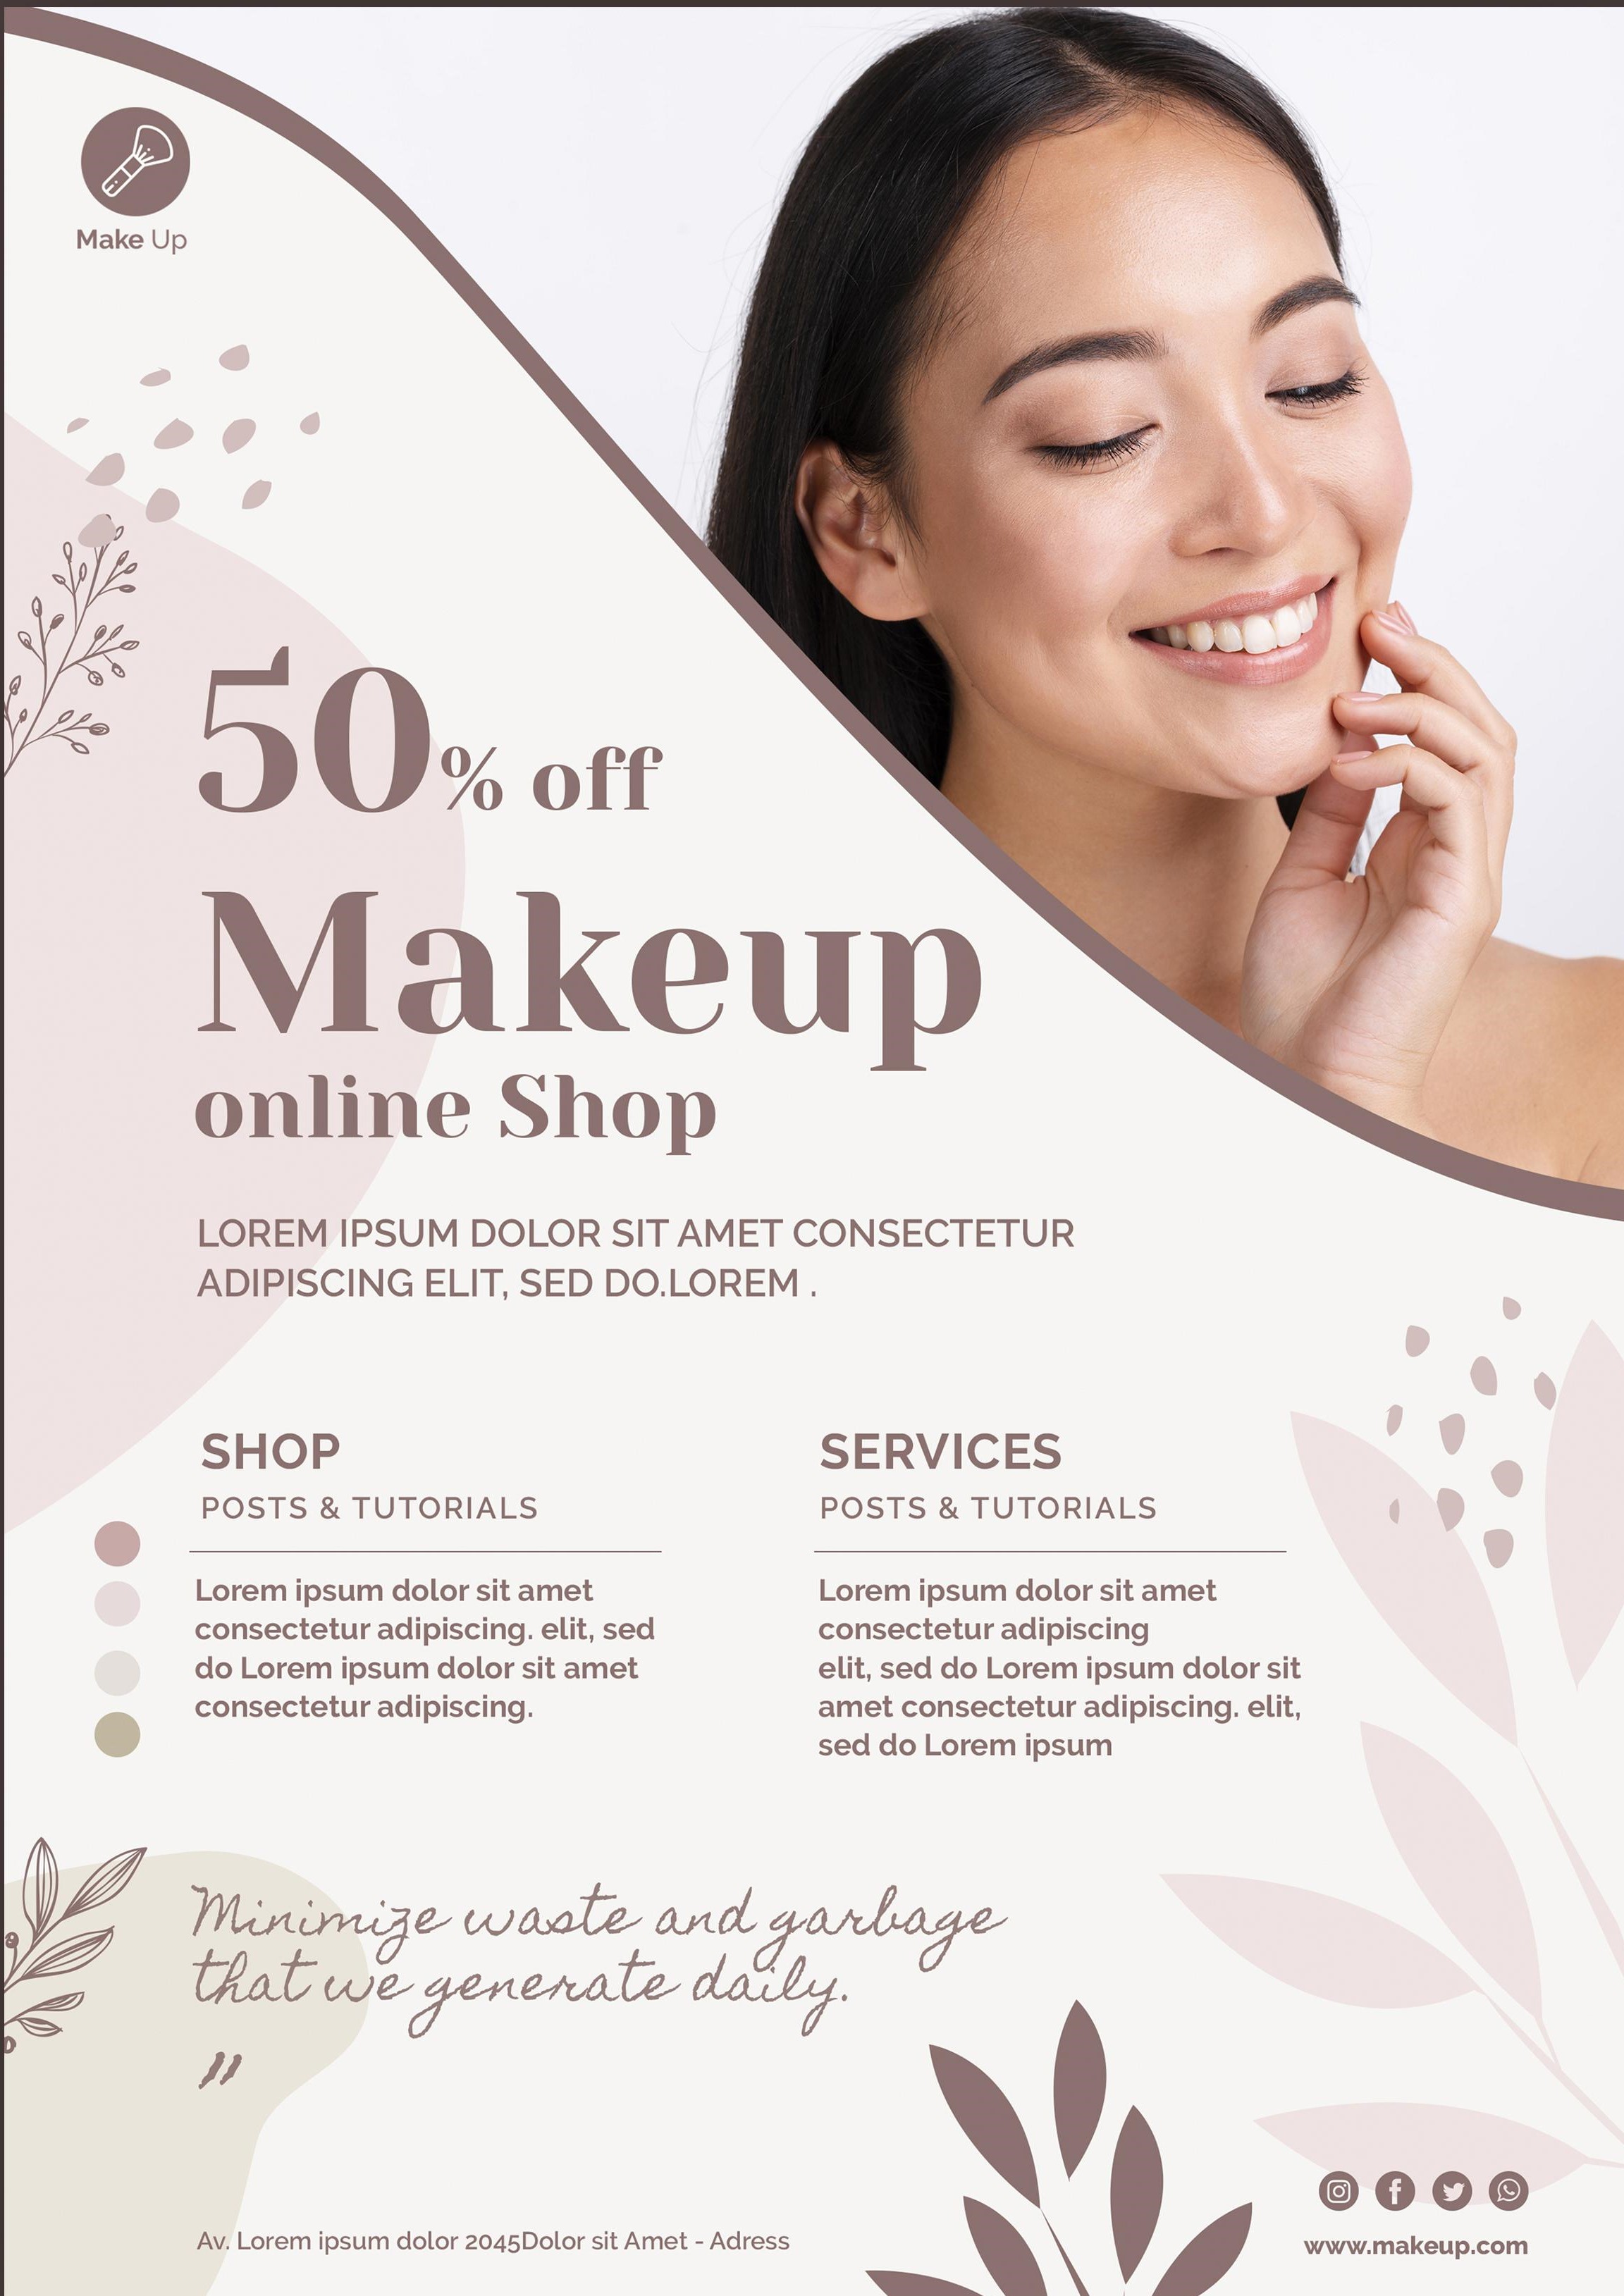 Make Up
50% off
Makeup
online Shop
LOREM IPSUM DOLOR SIT AMET CONSECTETUR
ADIPISCING ELIT, SED DO.LOREM .
SHOP
POSTS & TUTORIALS
Lorem ipsum dolor sit amet
consectetur adipiscing. elit, sed
do Lorem ipsum dolor sit amet
consectetur adipiscing.
SERVICES
POSTS & TUTORIALS
Lorem ipsum dolor sit amet
consectetur adipiscing
elit, sed do Lorem ipsum dolor sit
amet consectetur adipiscing. elit,
sed do Lorem ipsum
Minimize waste and garbage
that we generate daily.
"
Av. Lorem ipsum dolor 2045Dolor sit Amet - Adress
www.makeup.com